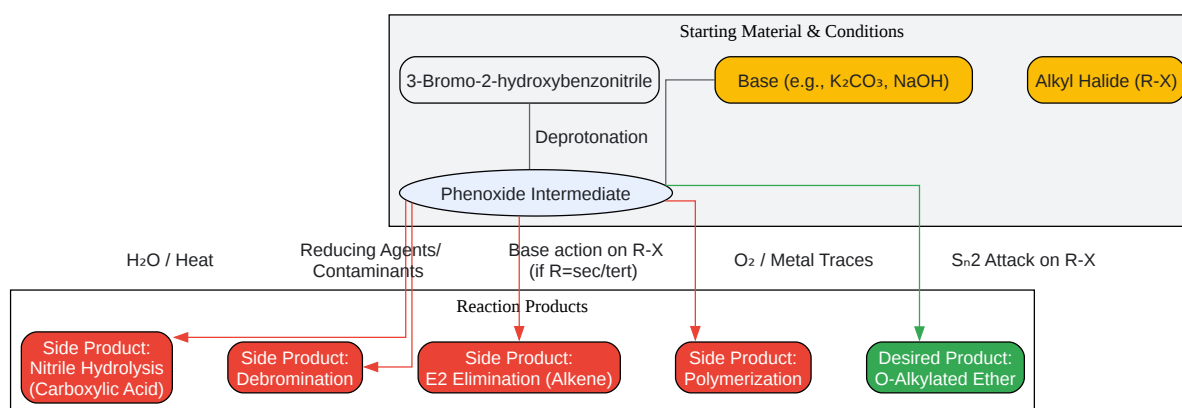 Starting Material & Conditions
3-Bromo-2-hydroxybenzonitrile
Base (e.g., K₂CO₃, NaOH)
Alkyl Halide (R-X)
Deprotonation
Phenoxide Intermediate
H₂O / Heat
Reducing Agents/
Contaminants
Base action on R-X
(if R=sec/tert)
O₂ / Metal Traces
Sₙ2 Attack on R-X
Reaction Products
Side Product:
Nitrile Hydrolysis
(Carboxylic Acid)
Side Product:
Debromination
Side Product:
E2 Elimination (Alkene)
Side Product:
Polymerization
Desired Product:
O-Alkylated Ether